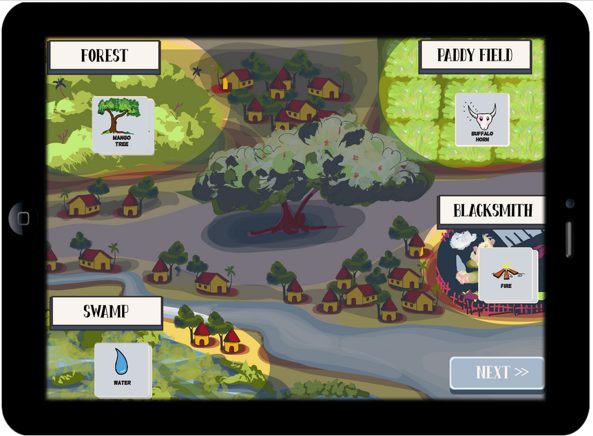 FOREST
MANGO
TREE
PADDY FIELD
BUFFALO
HORN
BLACKSMITH
FIRE
SWAMP
WATER
NEXT >>